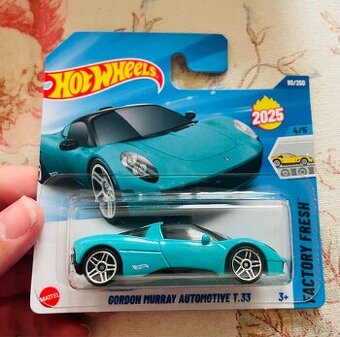 HOT WHEELS
90/250
2025
4/5
FACTORY FRESH
MATTEL
GORDON MURRAY AUTOMOTIVE T.33
3+